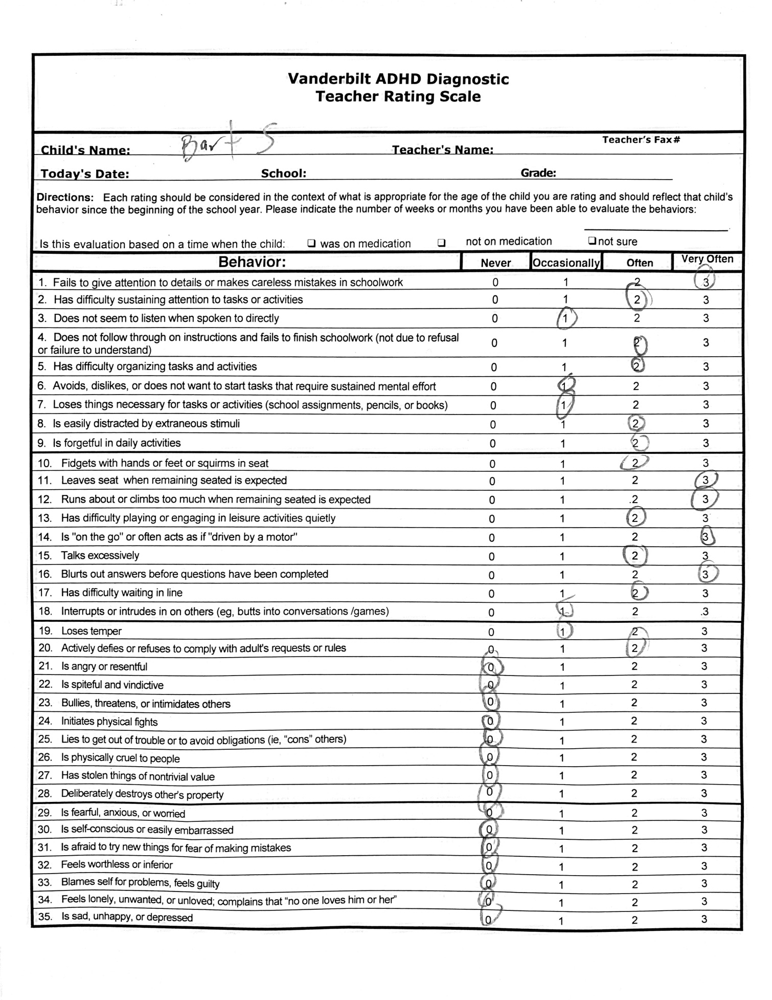 Vanderbilt ADHD Diagnostic
Teacher Rating Scale
Teacher's Fax#
Child's Name: Bart S Teacher's Name:
Today's Date: School: Grade:
Directions: Each rating should be considered in the context of what is appropriate for the age of the child you are rating and should reflect that child's
behavior since the beginning of the school year. Please indicate the number of weeks or months you have been able to evaluate the behaviors:
Is this evaluation based on a time when the child: ❑ was on medication ❑ not on medication ❑ not sure
Behavior: Never Occasionally Often Very Often
1. Fails to give attention to details or makes careless mistakes in schoolwork 0 1 2 3
2. Has difficulty sustaining attention to tasks or activities 0 1 2 3
3. Does not seem to listen when spoken to directly 0 1 2 3
4. Does not follow through on instructions and fails to finish schoolwork (not due to refusal
or failure to understand) 0 1 2 3
5. Has difficulty organizing tasks and activities 0 1 2 3
6. Avoids, dislikes, or does not want to start tasks that require sustained mental effort 0 1 2 3
7. Loses things necessary for tasks or activities (school assignments, pencils, or books) 0 1 2 3
8. Is easily distracted by extraneous stimuli 0 1 2 3
9. Is forgetful in daily activities 0 1 2 3
10. Fidgets with hands or feet or squirms in seat 0 1 2 3
11. Leaves seat when remaining seated is expected 0 1 2 3
12. Runs about or climbs too much when remaining seated is expected 0 1 2 3
13. Has difficulty playing or engaging in leisure activities quietly 0 1 2 3
14. Is "on the go" or often acts as if "driven by a motor" 0 1 2 3
15. Talks excessively 0 1 2 3
16. Blurts out answers before questions have been completed 0 1 2 3
17. Has difficulty waiting in line 0 1 2 3
18. Interrupts or intrudes in on others (eg, butts into conversations /games) 0 1 2 3
19. Loses temper 0 1 2 3
20. Actively defies or refuses to comply with adult's requests or rules 0 1 2 3
21. Is angry or resentful 0 1 2 3
22. Is spiteful and vindictive 0 1 2 3
23. Bullies, threatens, or intimidates others 0 1 2 3
24. Initiates physical fights 0 1 2 3
25. Lies to get out of trouble or to avoid obligations (ie, “cons” others) 0 1 2 3
26. Is physically cruel to people 0 1 2 3
27. Has stolen things of nontrivial value 0 1 2 3
28. Deliberately destroys other's property 0 1 2 3
29. Is fearful, anxious, or worried 0 1 2 3
30. Is self-conscious or easily embarrassed 0 1 2 3
31. Is afraid to try new things for fear of making mistakes 0 1 2 3
32. Feels worthless or inferior 0 1 2 3
33. Blames self for problems, feels guilty 0 1 2 3
34. Feels lonely, unwanted, or unloved; complains that “no one loves him or her” 0 1 2 3
35. Is sad, unhappy, or depressed 0 1 2 3